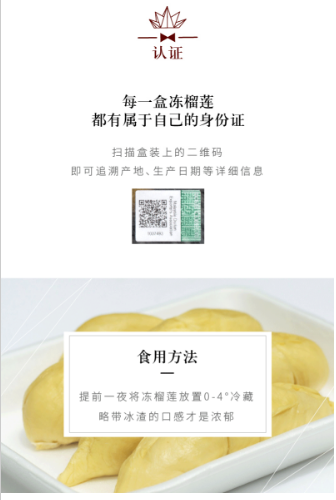 认证
每一盒冻榴莲
都有属于自己的身份证
扫描盒装上的二维码
即可追溯产地、生产日期等详细信息
食用方法
提前一夜将冻榴莲放置0-4°冷藏
略带冰渣的口感才是浓郁